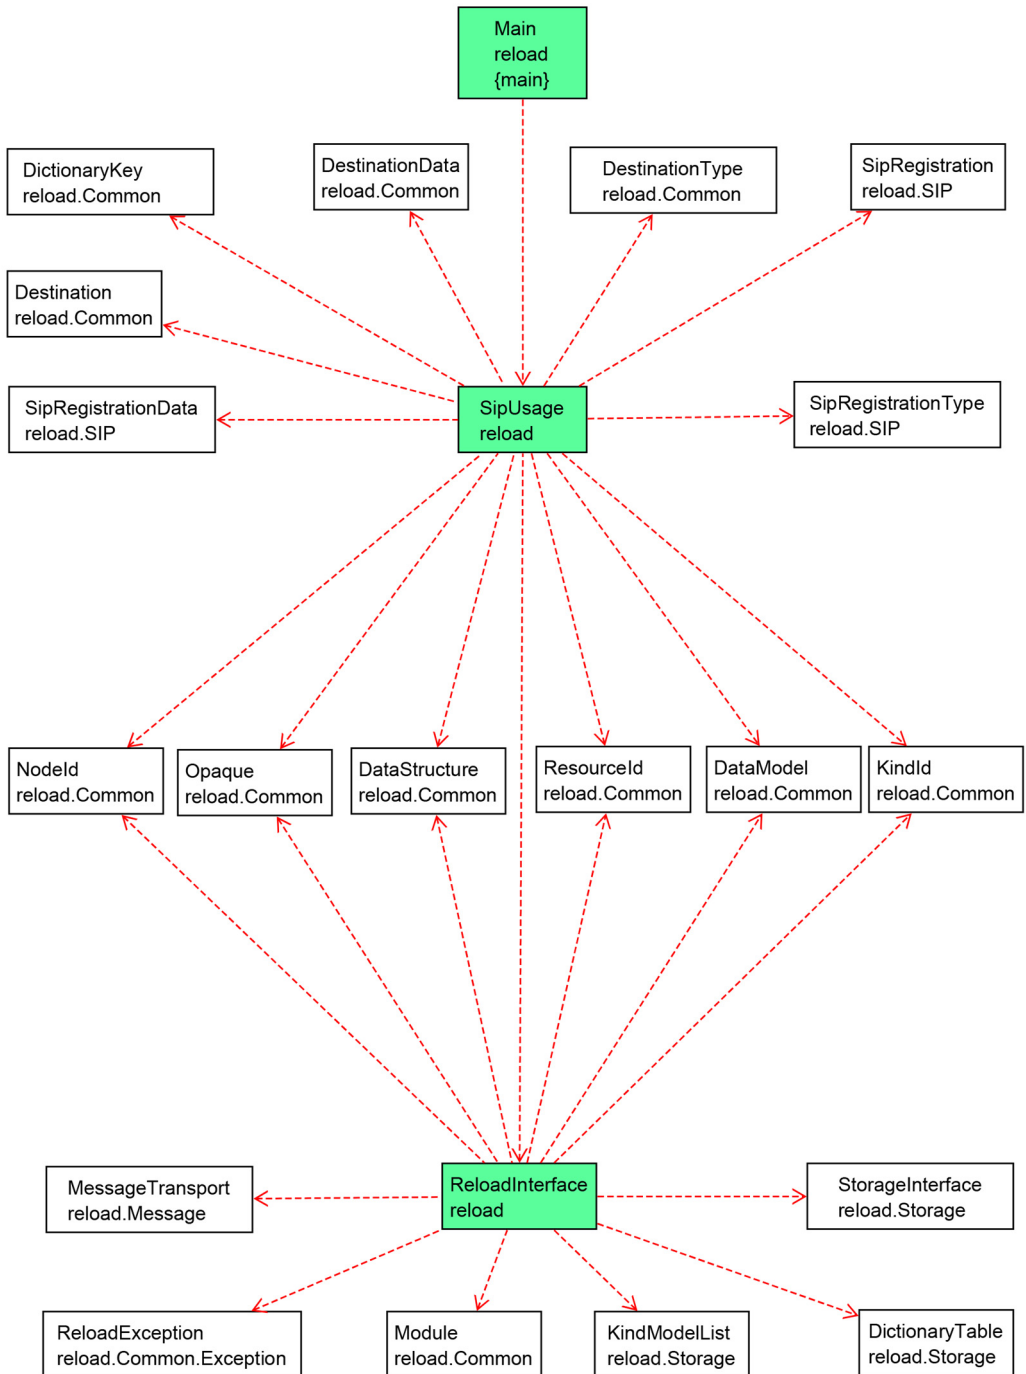 Main
reload
{main}
DictionaryKey
reload.Common
DestinationData
reload.Common
DestinationType
reload.Common
SipRegistration
reload.SIP
Destination
reload.Common
SipRegistrationData
reload.SIP
SipUsage
reload
SipRegistrationType
reload.SIP
NodeId
reload.Common
Opaque
reload.Common
DataStructure
reload.Common
ResourceId
reload.Common
DataModel
reload.Common
KindId
reload.Common
MessageTransport
reload.Message
ReloadInterface
reload
StorageInterface
reload.Storage
ReloadException
reload.Common.Exception
Module
reload.Common
KindModelList
reload.Storage
DictionaryTable
reload.Storage